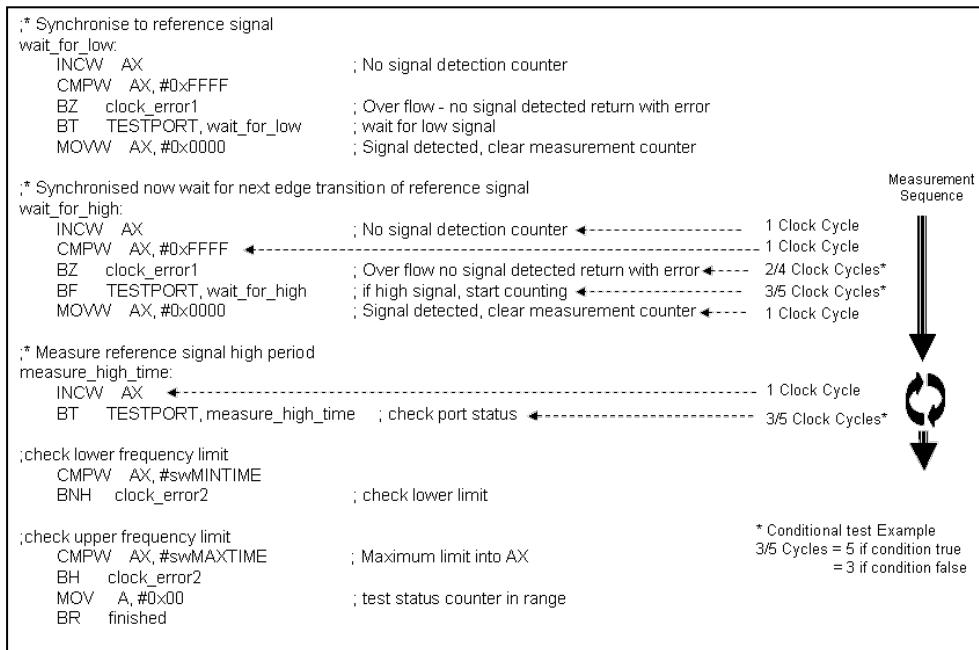 ;* Synchronise to reference signal
wait_for_low:
INCW AX ; No signal detection counter
CMPW AX, #0xFFFF
BZ clock_error1 ; Over flow - no signal detected return with error
BT TESTPORT, wait_for_low ; wait for low signal
MOVW AX, #0x0000 ; Signal detected, clear measurement counter
;* Synchronised now wait for next edge transition of reference signal
Measurement
Sequence
wait_for_high:
INCW AX ; No signal detection counter 1 Clock Cycle
CMPW AX, #0xFFFF 1 Clock Cycle
BZ clock_error1 ; Over flow no signal detected return with error 2/4 Clock Cycles*
BF TESTPORT, wait_for_high ; if high signal, start counting 3/5 Clock Cycles*
MOVW AX, #0x0000 ; Signal detected, clear measurement counter 1 Clock Cycle
;* Measure reference signal high period
measure_high_time:
INCW AX 1 Clock Cycle
BT TESTPORT, measure_high_time ; check port status 3/5 Clock Cycles*
;check lower frequency limit
CMPW AX, #swMINTIME
BNH clock_error2 ; check lower limit
;check upper frequency limit
CMPW AX, #swMAXTIME ; Maximum limit into AX
BH clock_error2
MOV A, #0x00 ; test status counter in range
BR finished
* Conditional test Example
3/5 Cycles = 5 if condition true
= 3 if condition false